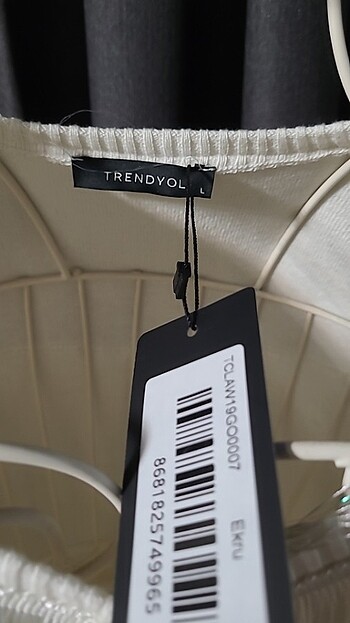 TRENDYOL
L
TCLAW19GO0007
Ekru
8681825749965